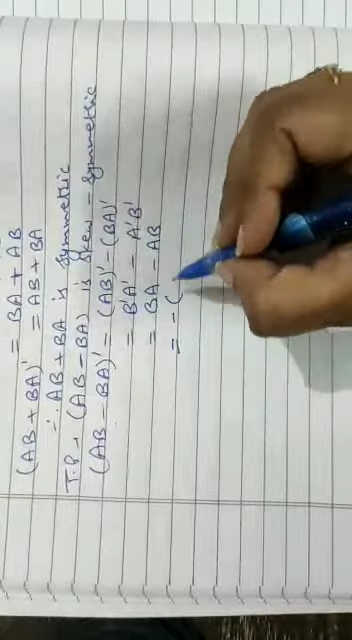 (AB + BA)' = BA + AB
= AB + BA
∴ AB + BA is symmetric
T.P. (AB - BA) is skew - symmetric
(AB - BA)' = (AB)' - (BA)'
= B'A' - A'B'
= BA - AB
= - (